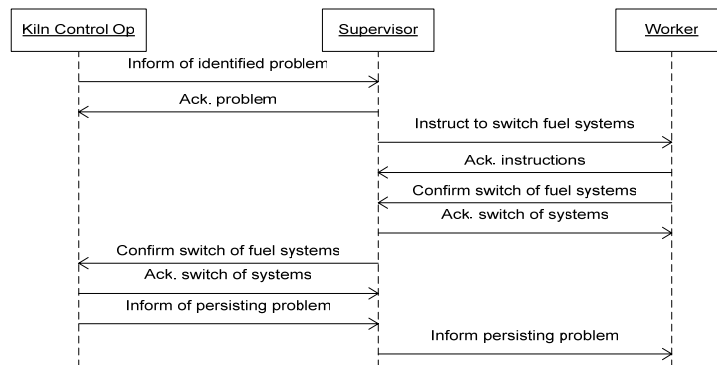 Kiln Control Op
Supervisor
Worker
Inform of identified problem
Ack. problem
Instruct to switch fuel systems
Ack. instructions
Confirm switch of fuel systems
Ack. switch of systems
Confirm switch of fuel systems
Ack. switch of systems
Inform of persisting problem
Inform persisting problem